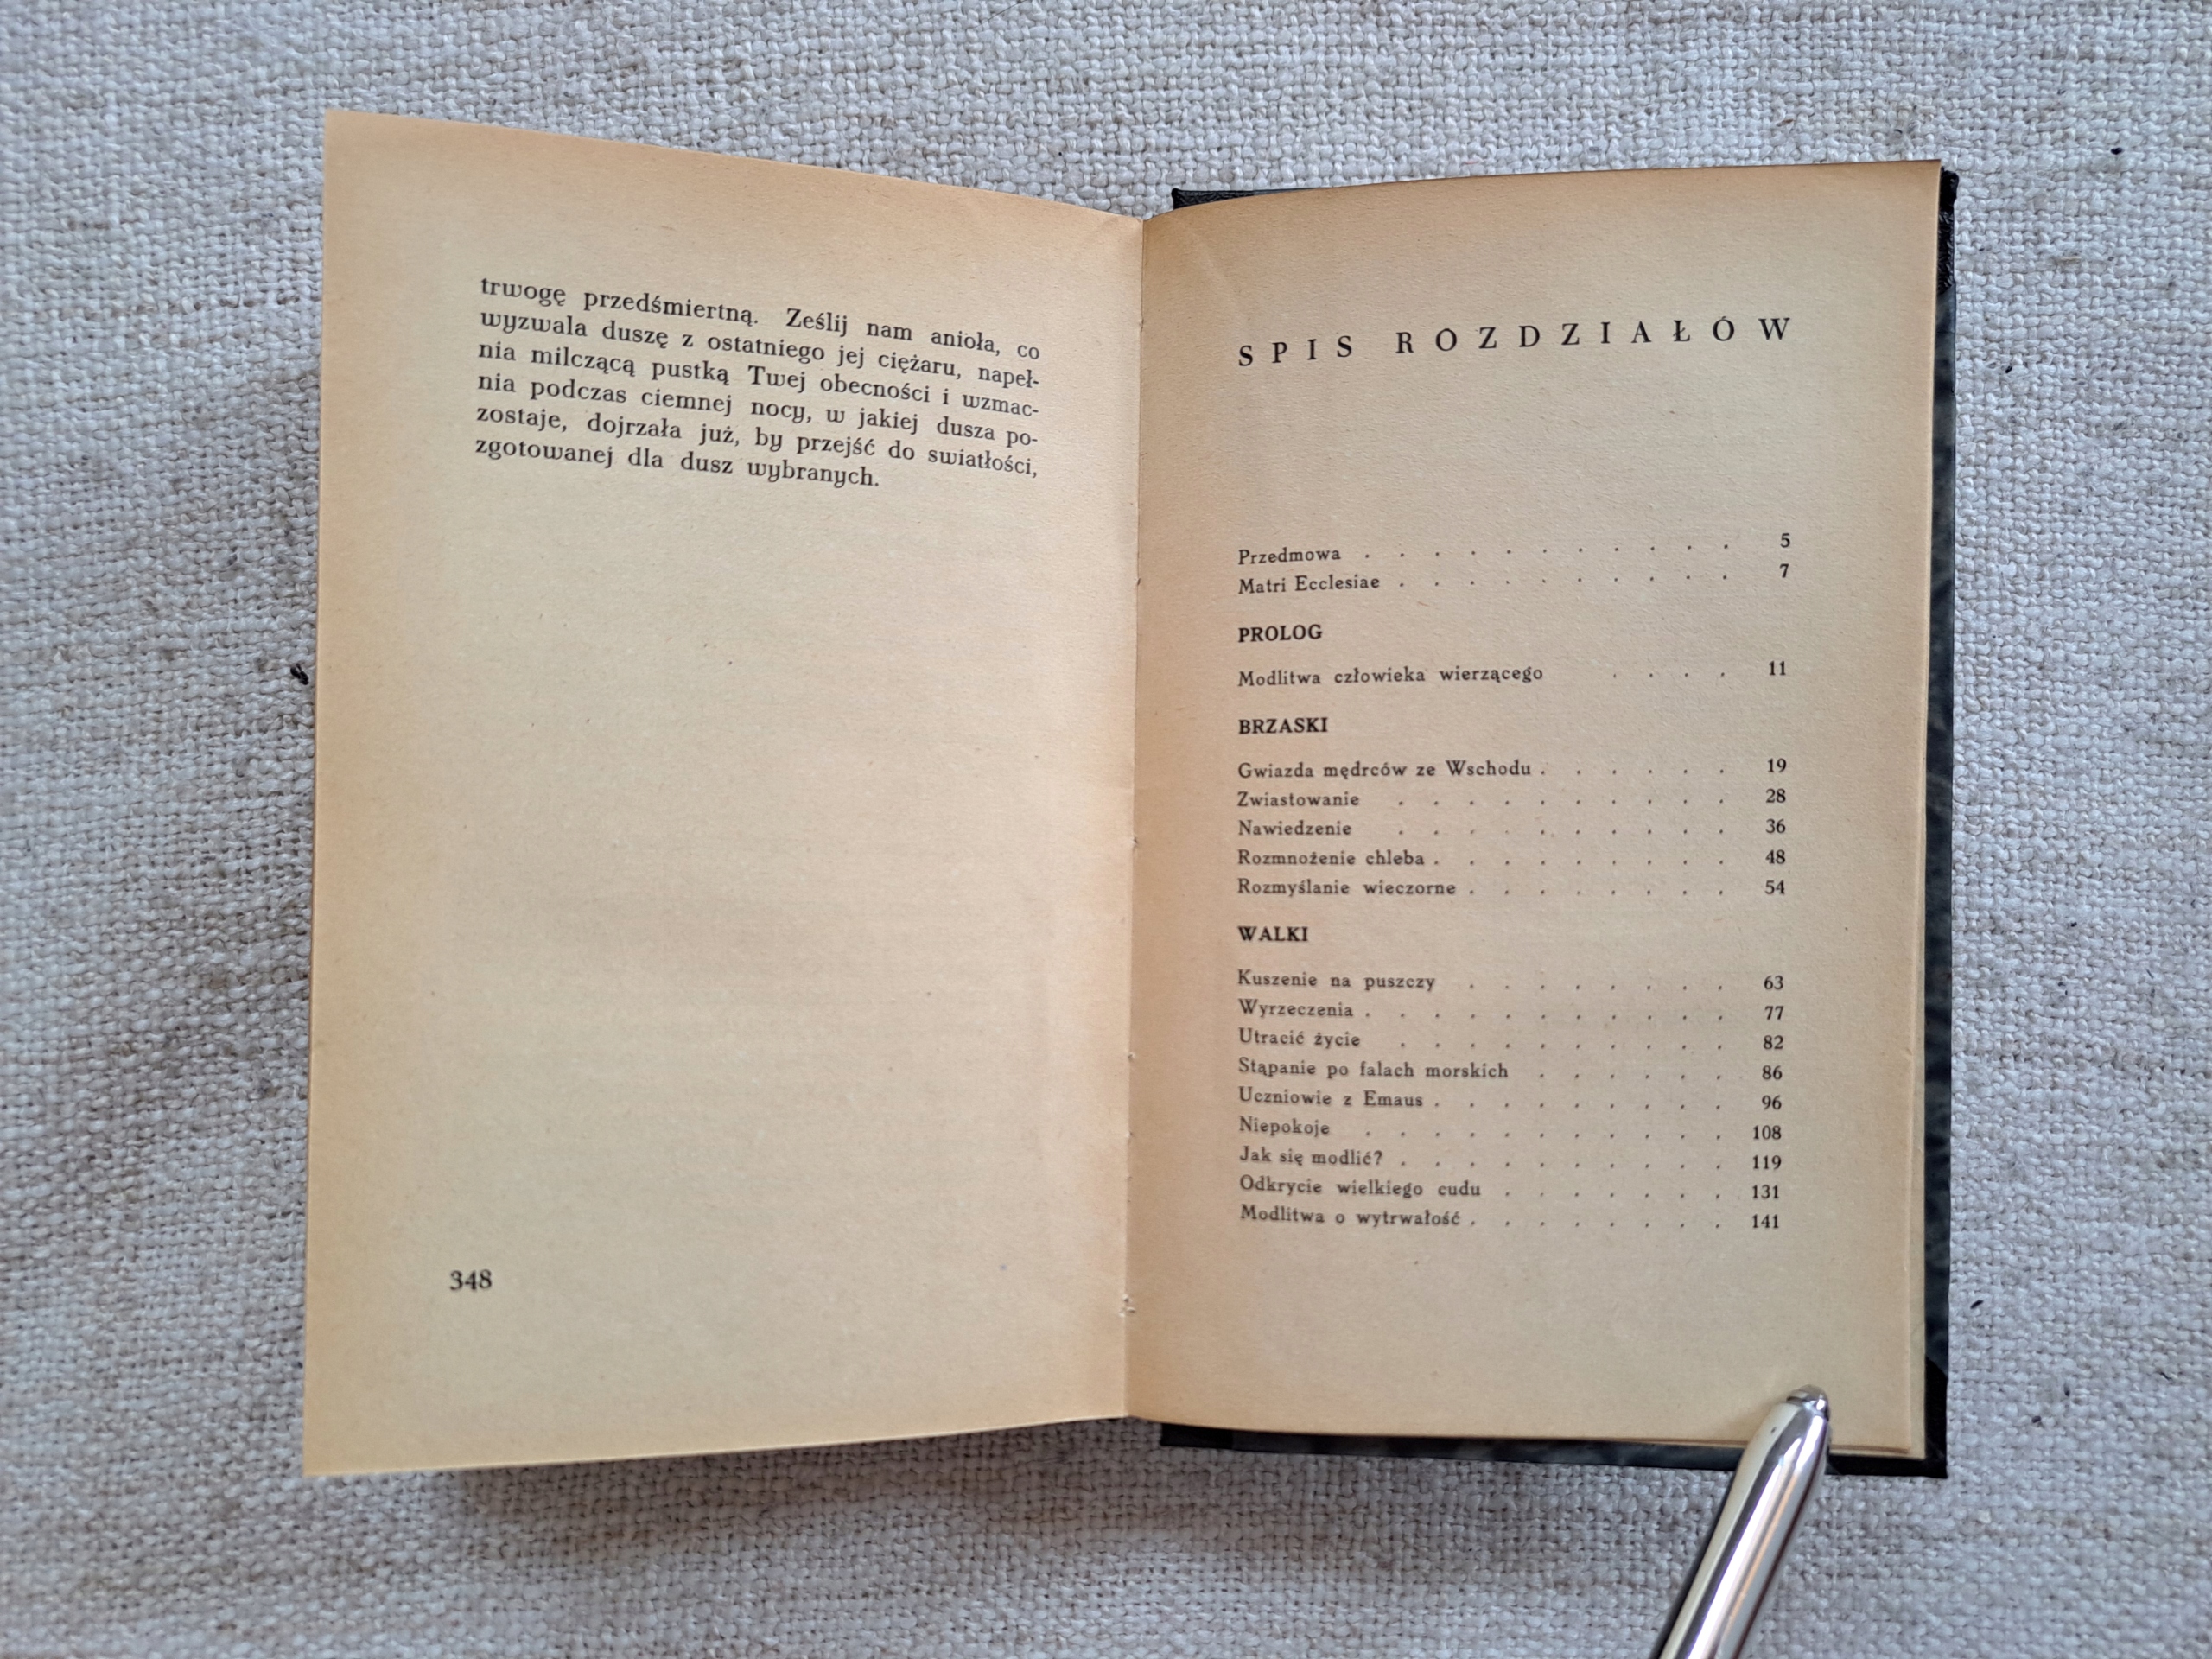 trwogę przedśmiertną. Ześlij nam anioła, co
wyzwala duszę z ostatniego jej ciężaru, napeł-
nia milczącą pustką Twej obecności i wzmac-
nia podczas ciemnej nocy, w jakiej dusza po-
zostaje, dojrzała już, by przejść do swiatłości,
zgotowanej dla dusz wybranych.
348
SPIS ROZDZIAŁÓW
Przedmowa . . . . . . . . . . . 5
Matri Ecclesiae . . . . . . . . . . 7
PROLOG
Modlitwa człowieka wierzącego . . . . 11
BRZASKI
Gwiazda mędrców ze Wschodu . . . . . . 19
Zwiastowanie . . . . . . . . . . 28
Nawiedzenie . . . . . . . . . . 36
Rozmnożenie chleba . . . . . . . . . 48
Rozmyślanie wieczorne . . . . . . . . 54
WALKI
Kuszenie na puszczy . . . . . . . . 63
Wyrzeczenia . . . . . . . . . . . 77
Utracić życie . . . . . . . . . . 82
Stąpanie po falach morskich . . . . . . 86
Uczniowie z Emaus . . . . . . . . . 96
Niepokoje . . . . . . . . . . . 108
Jak się modlić? . . . . . . . . . . 119
Odkrycie wielkiego cudu . . . . . . . 131
Modlitwa o wytrwałość . . . . . . . . 141